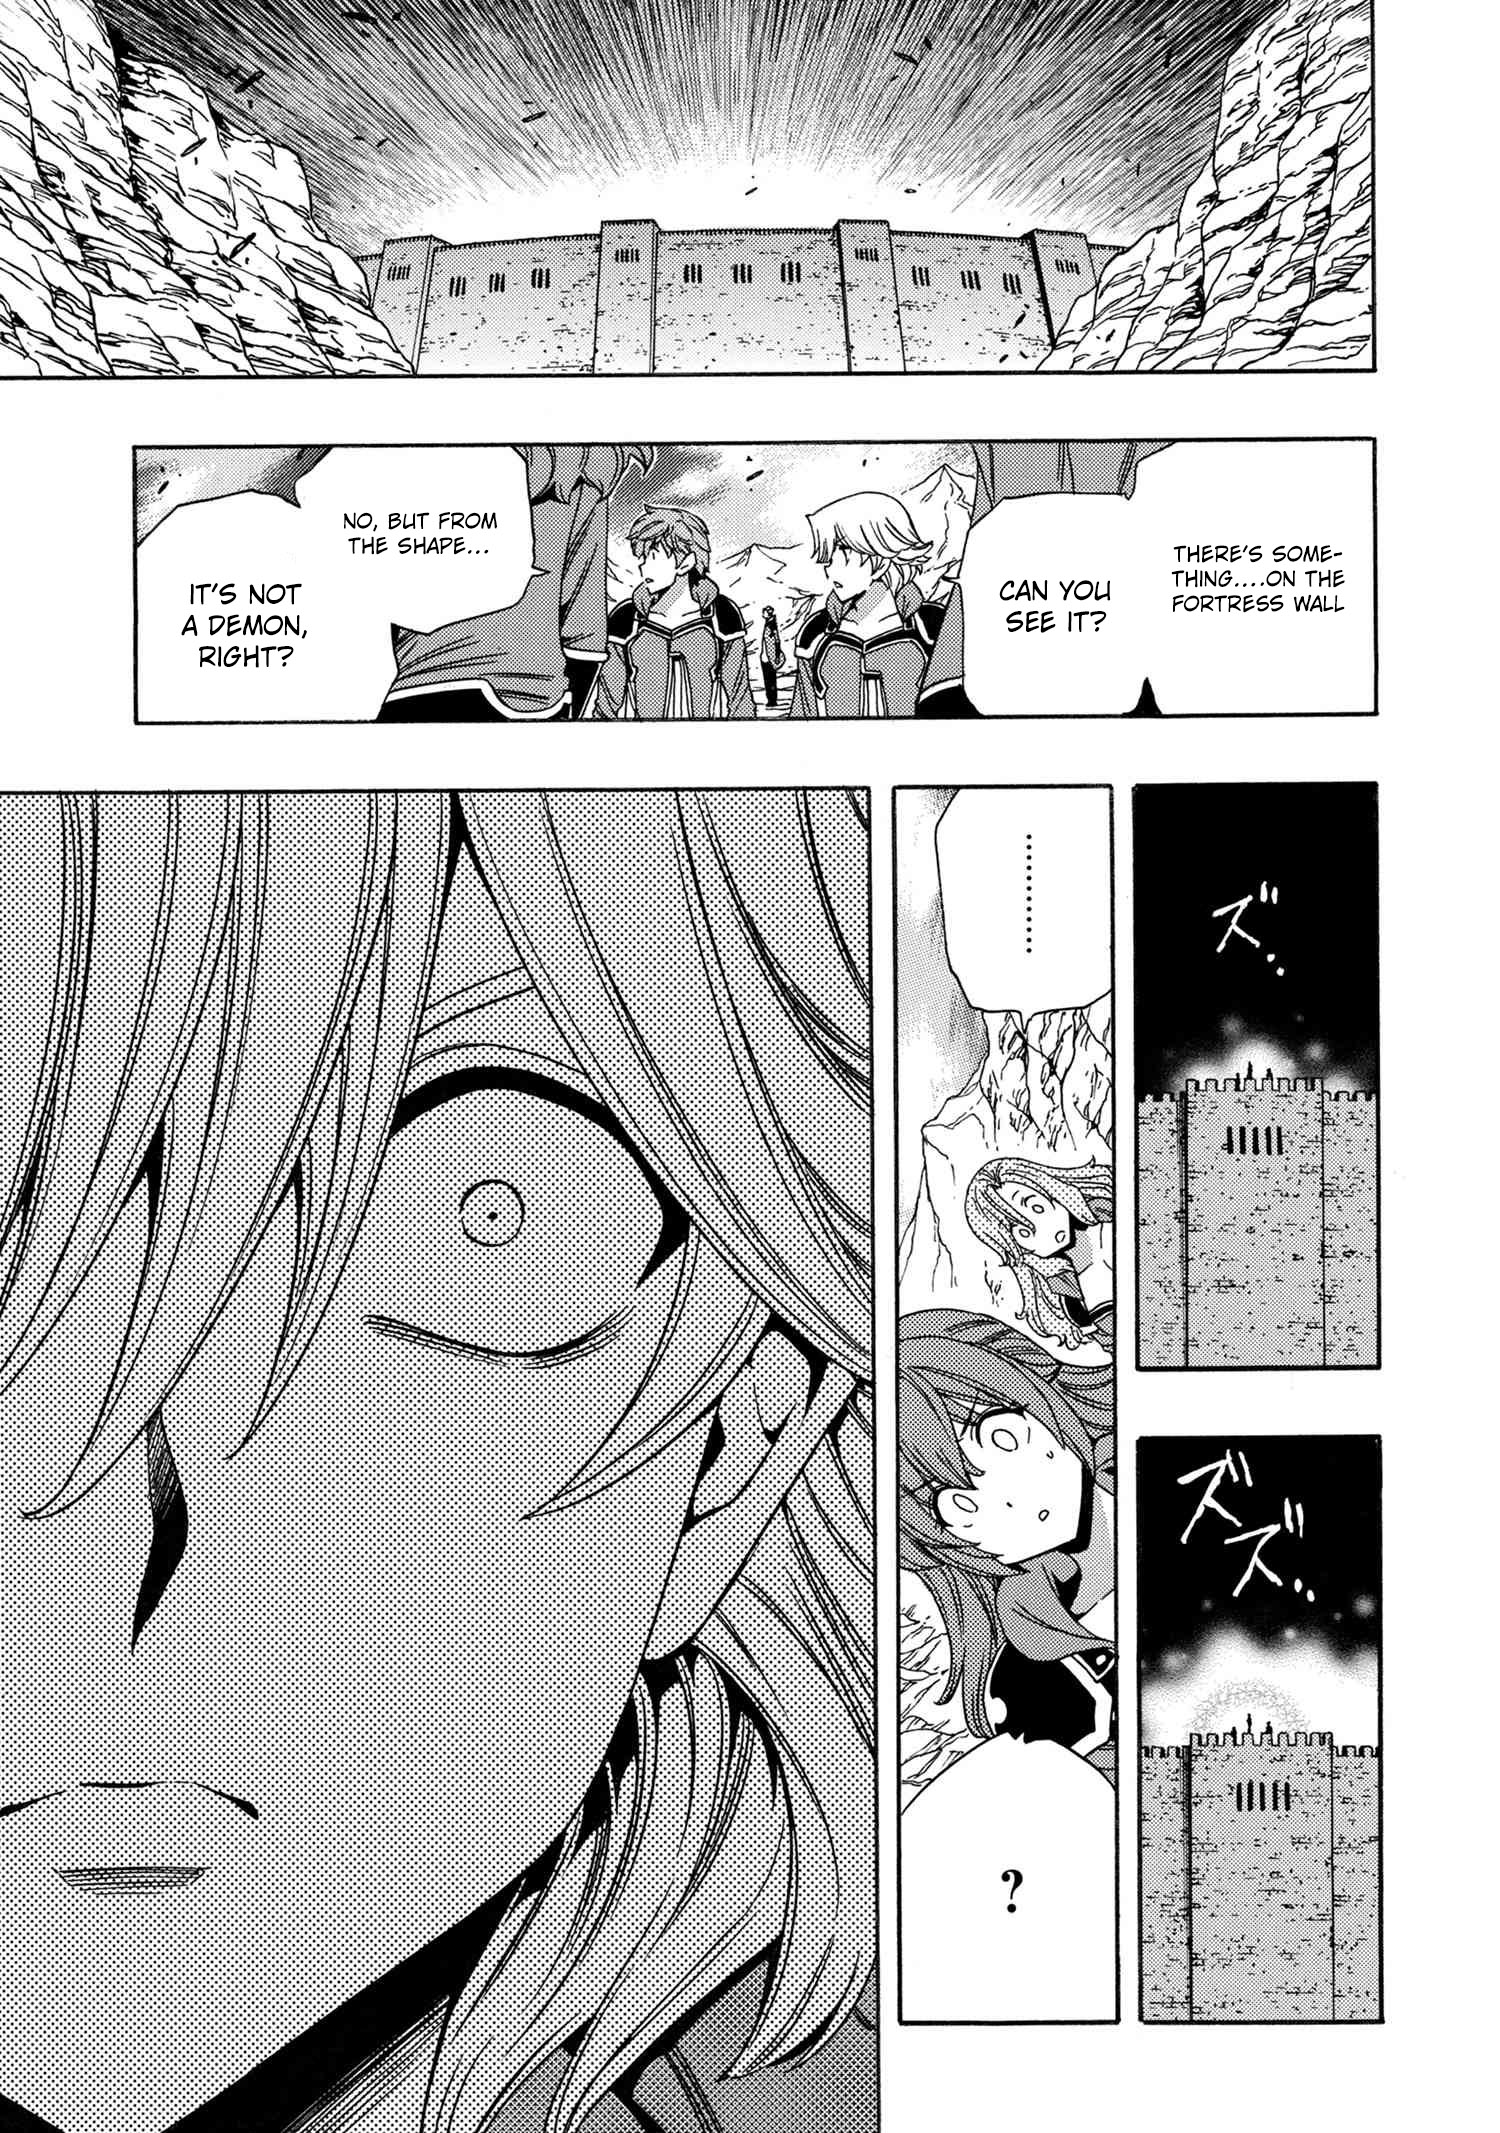 THERE'S SOME-
THING....ON THE
FORTRESS WALL
CAN YOU
SEE IT?
NO, BUT FROM
THE SHAPE...
IT'S NOT
A DEMON,
RIGHT?
ズ..
ズズ..
..........
?